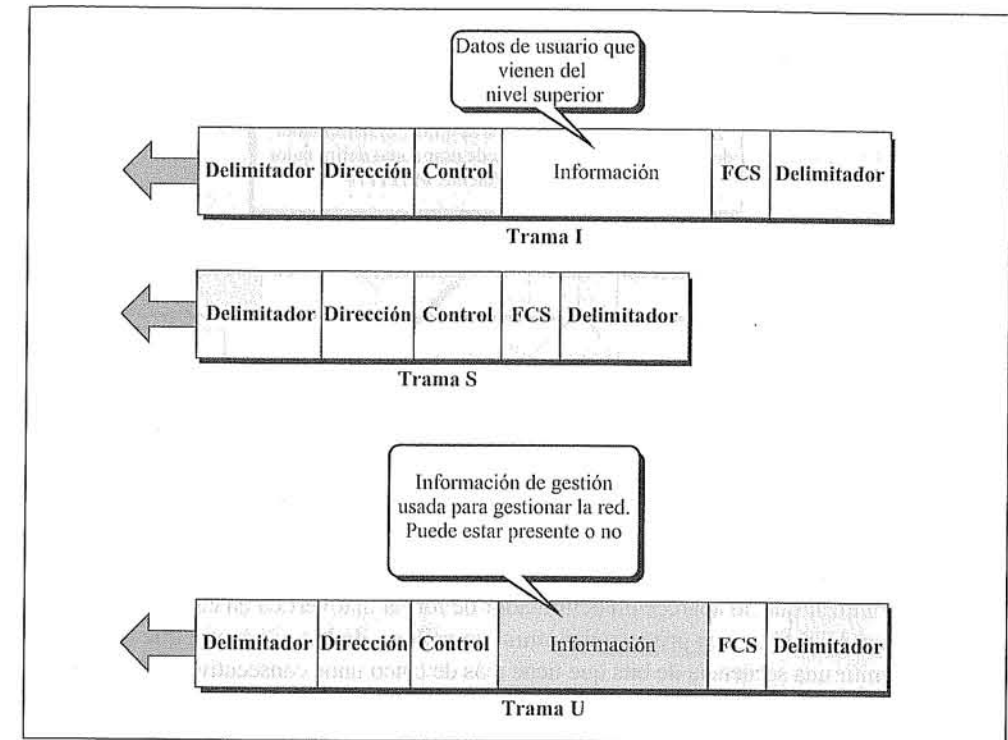 Datos de usuario que
vienen del
nivel superior
Delimitador Dirección Control Información FCS Delimitador
Trama I
Delimitador Dirección Control FCS Delimitador
Trama S
Información de gestión
usada para gestionar la red.
Puede estar presente o no
Delimitador Dirección Control Información FCS Delimitador
Trama U